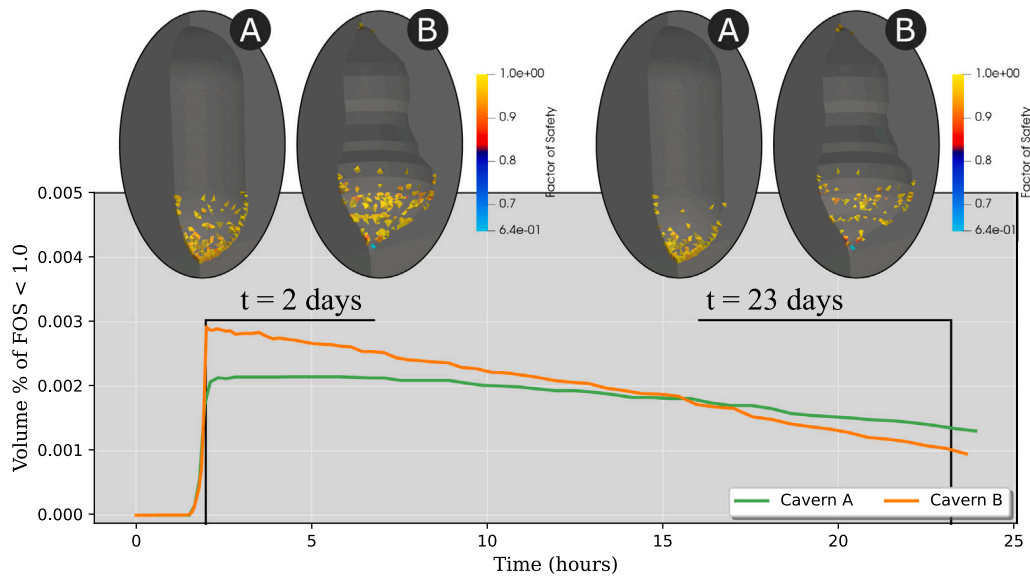 A
B
1.0e+00
0.9
0.8
0.7
6.4e-01
Factor of Safety
A
B
1.0e+00
0.9
0.8
0.7
6.4e-01
Factor of Safety
t = 2 days
t = 23 days
Volume % of FOS < 1.0
0.005
0.004
0.003
0.002
0.001
0.000
Cavern A
Cavern B
0
5
10
15
20
25
Time (hours)